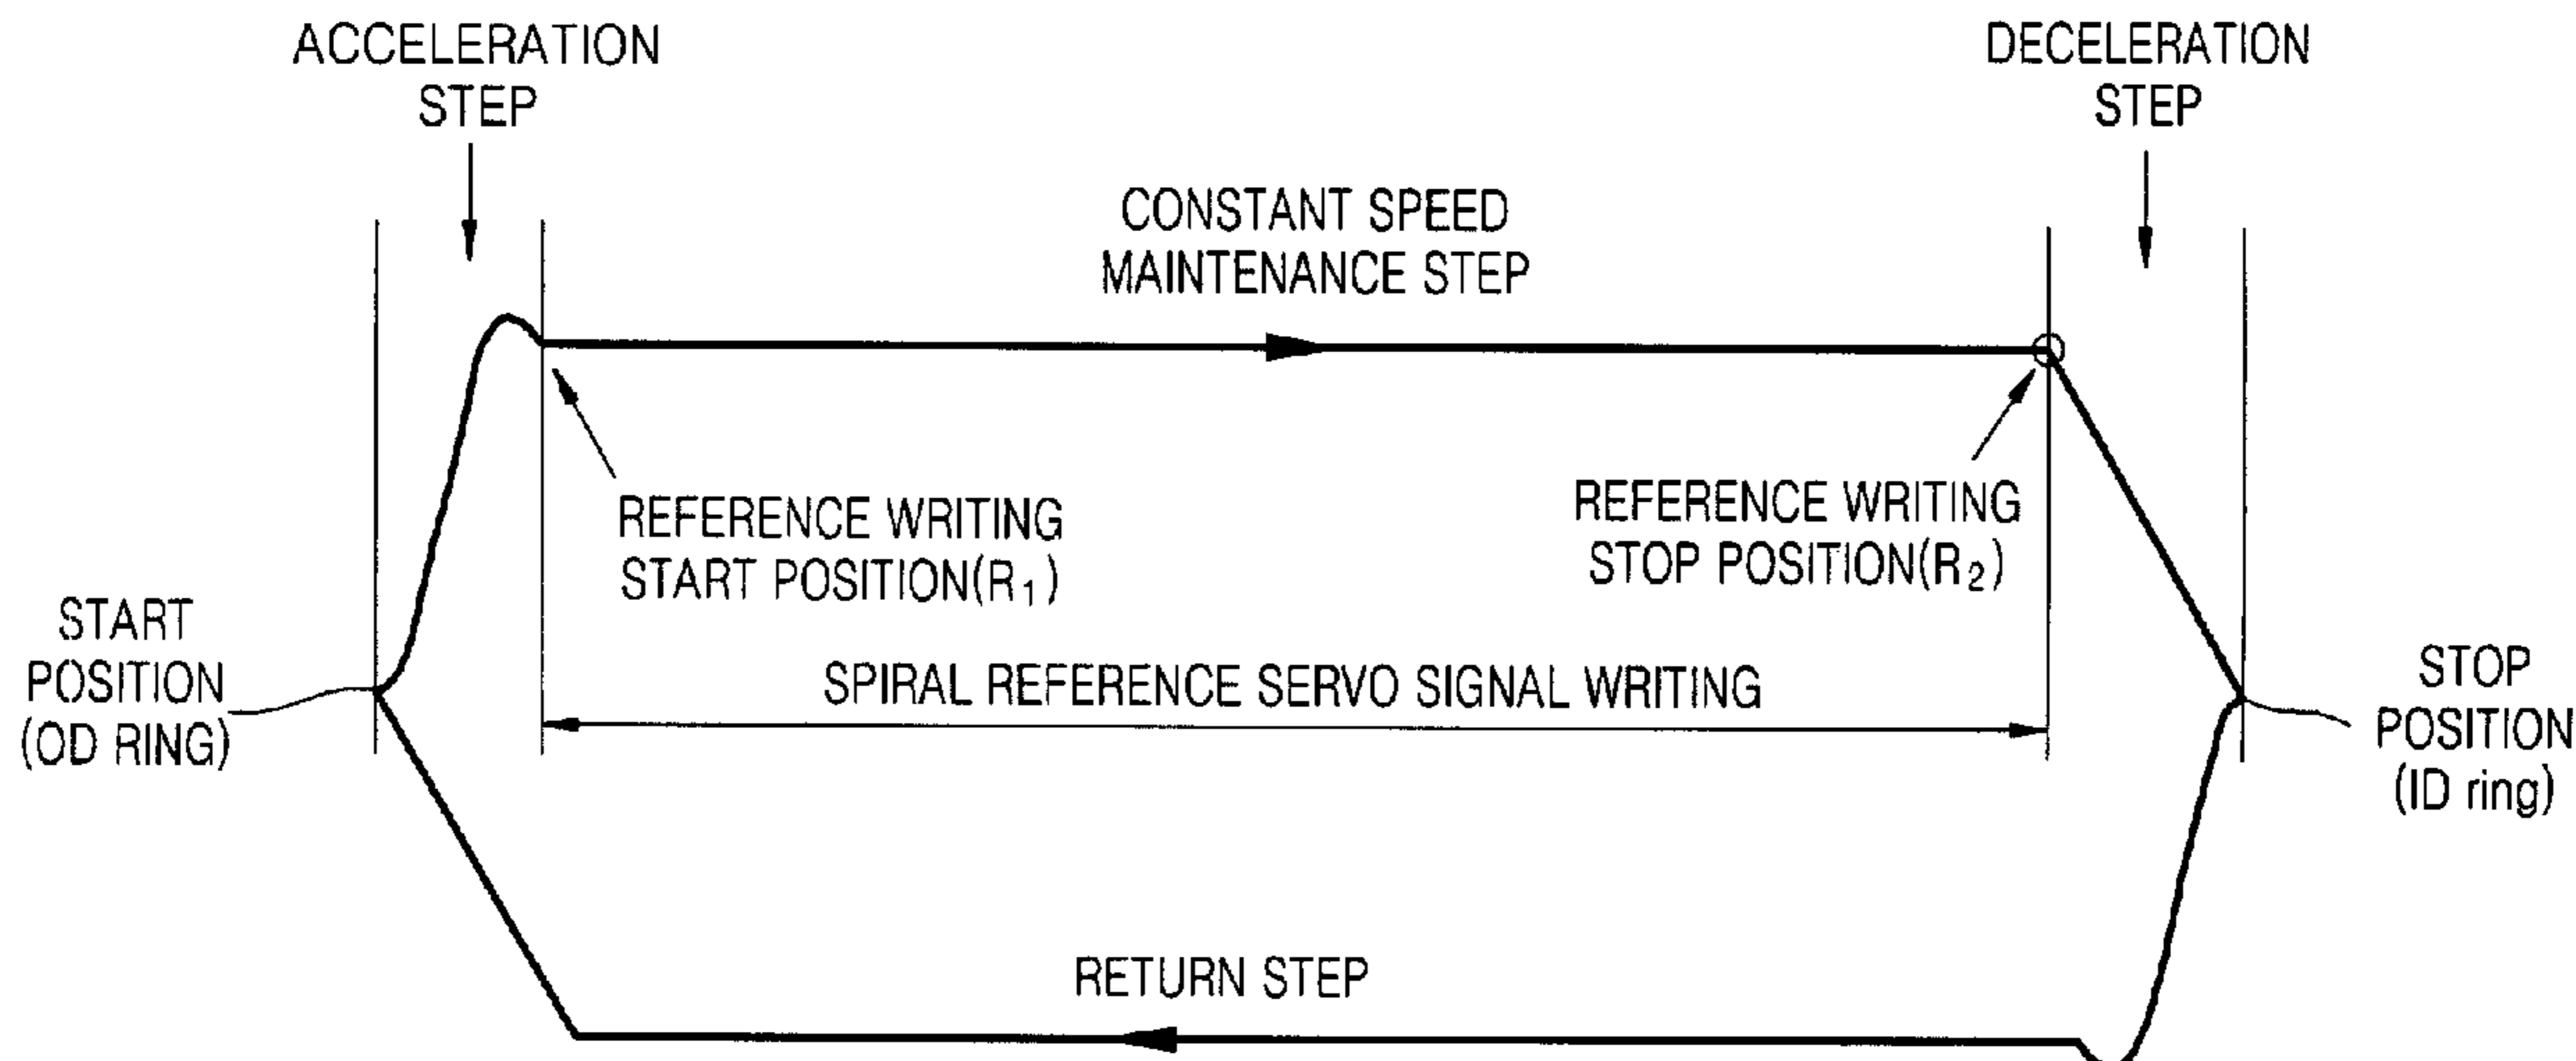 ACCELERATION
STEP
DECELERATION
STEP
CONSTANT SPEED
MAINTENANCE STEP
REFERENCE WRITING
START POSITION(R₁)
REFERENCE WRITING
STOP POSITION(R₂)
START
POSITION
(OD RING)
SPIRAL REFERENCE SERVO SIGNAL WRITING
STOP
POSITION
(ID ring)
RETURN STEP